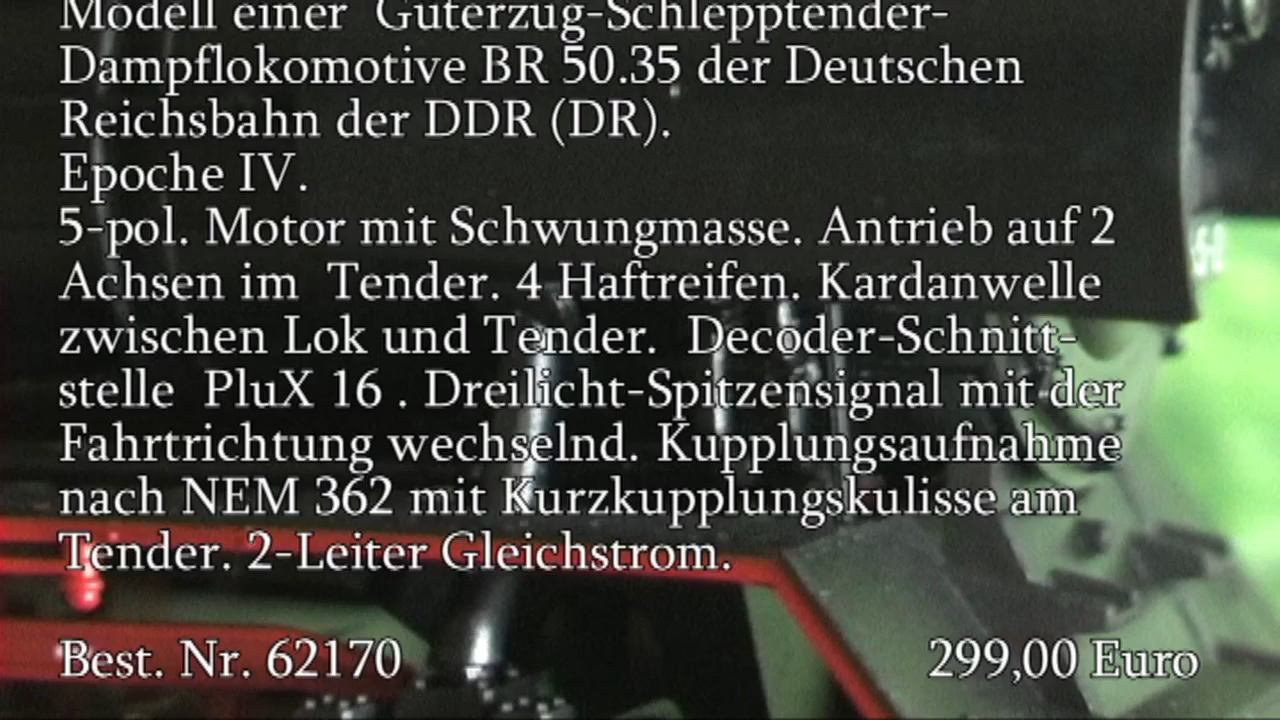 Modell einer Güterzug-Schlepptender-
Dampflokomotive BR 50.35 der Deutschen
Reichsbahn der DDR (DR).
Epoche IV.
5-pol. Motor mit Schwungmasse. Antrieb auf 2
Achsen im Tender. 4 Haftreifen. Kardanwelle
zwischen Lok und Tender. Decoder-Schnitt-
stelle PluX 16 . Dreilicht-Spitzensignal mit der
Fahrtrichtung wechselnd. Kupplungsaufnahme
nach NEM 362 mit Kurzkupplungskulisse am
Tender. 2-Leiter Gleichstrom.
Best. Nr. 62170
299,00 Euro